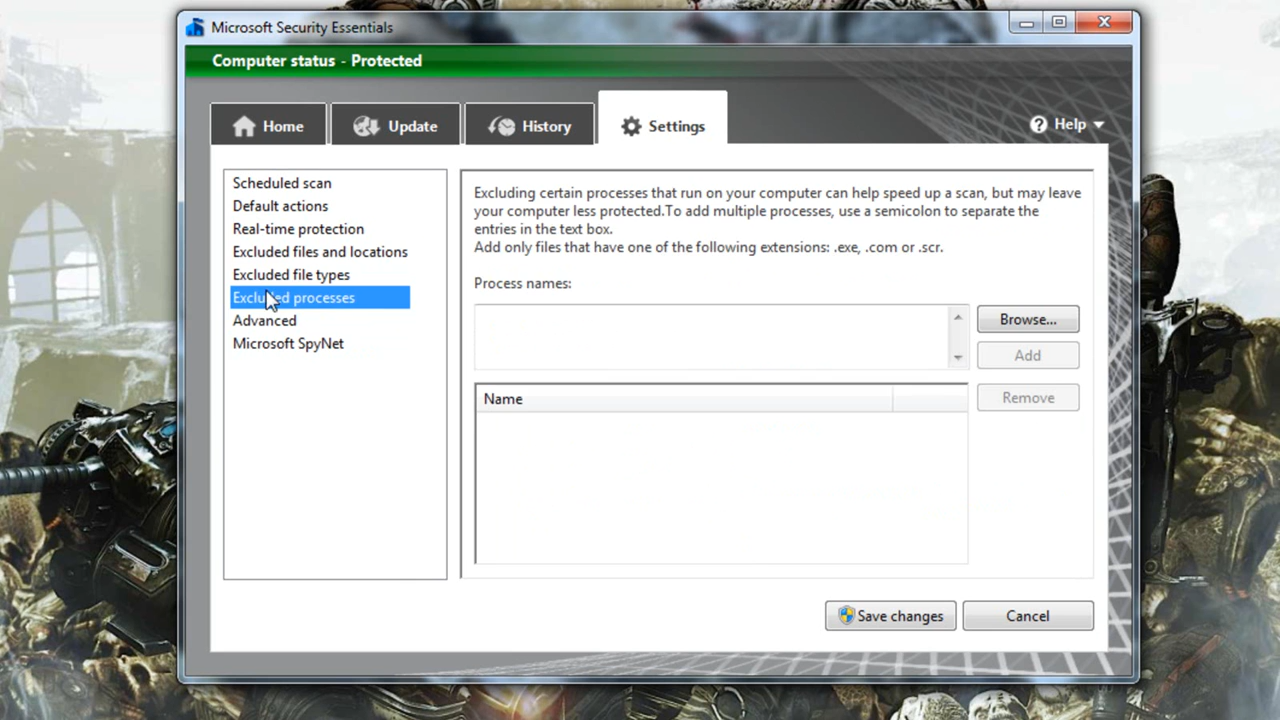 Microsoft Security Essentials
Computer status - Protected
Home
Update
History
Settings
Help
Scheduled scan
Default actions
Real-time protection
Excluded files and locations
Excluded file types
Excluded processes
Advanced
Microsoft SpyNet
Excluding certain processes that run on your computer can help speed up a scan, but may leave
your computer less protected.To add multiple processes, use a semicolon to separate the
entries in the text box.
Add only files that have one of the following extensions: .exe, .com or .scr.
Process names:
Browse...
Add
Name
Remove
Save changes
Cancel